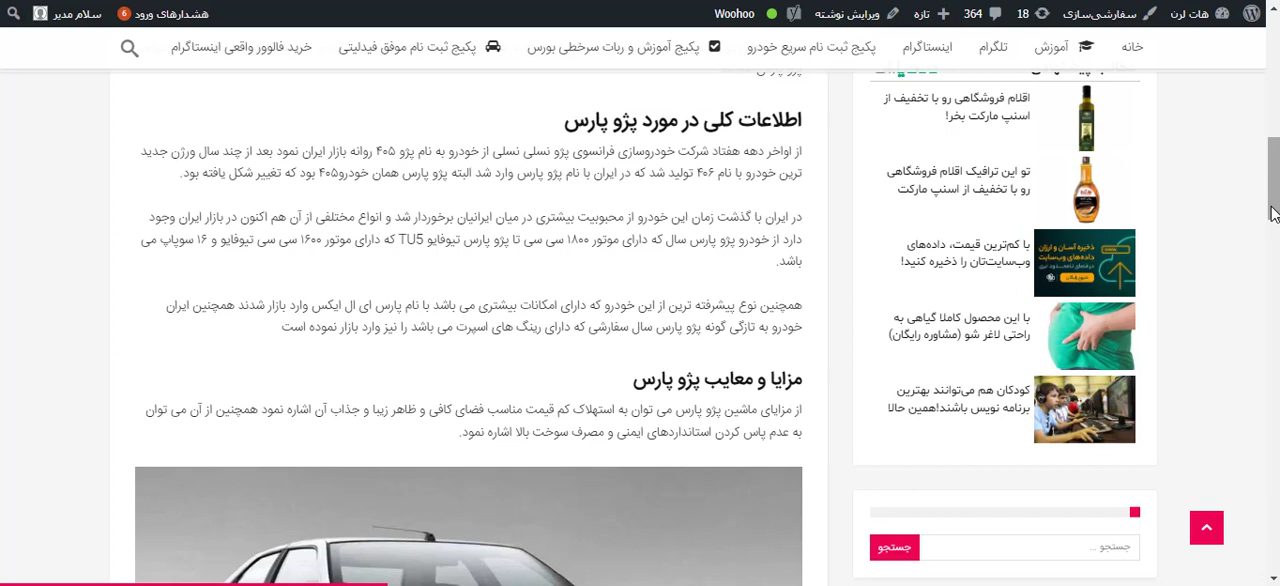 هات لرن
سفارشی‌سازی
18
364
تازه
ویرایش نوشته
Woohoo
هشدارهای ورود 6
سلام مدیر
خانه
آموزش
تلگرام
اینستاگرام
پکیج ثبت نام سریع خودرو
پکیج آموزش و ربات سرخطی بورس
پکیج ثبت نام موفق فیدلیتی
خرید فالوور واقعی اینستاگرام
اطلاعات کلی در مورد پژو پارس
از اواخر دهه هفتاد شرکت خودروسازی فرانسوی پژو نسلی نسلی از خودرو به نام پژو ۴۰۵ روانه بازار ایران نمود بعد از چند سال ورژن جدید
ترین خودرو با نام ۴۰۶ تولید شد که در ایران با نام پژو پارس وارد شد البته پژو پارس همان خودرو۴۰۵ بود که تغییر شکل یافته بود.
در ایران با گذشت زمان این خودرو از محبوبیت بیشتری در میان ایرانیان برخوردار شد و انواع مختلفی از آن هم اکنون در بازار ایران وجود
دارد از خودرو پژو پارس سال که دارای موتور ۱۸۰۰ سی سی تا پژو پارس تیوفایو TU5 که دارای موتور ۱۶۰۰ سی سی تیوفایو و ۱۶ سوپاپ می
باشد.
همچنین نوع پیشرفته ترین از این خودرو که دارای امکانات بیشتری می باشد با نام پارس ای ال ایکس وارد بازار شدند همچنین ایران
خودرو به تازگی گونه پژو پارس سال سفارشی که دارای رینگ های اسپرت می باشد را نیز وارد بازار نموده است
مزایا و معایب پژو پارس
از مزایای ماشین پژو پارس می توان به استهلاک کم قیمت مناسب فضای کافی و ظاهر زیبا و جذاب آن اشاره نمود همچنین از آن می توان
به عدم پاس کردن استانداردهای ایمنی و مصرف سوخت بالا اشاره نمود.
اقلام فروشگاهی رو با تخفیف از
اسنپ مارکت بخر!
تو این ترافیک اقلام فروشگاهی
رو با تخفیف از اسنپ مارکت
با کم‌ترین قیمت، داده‌های
وب‌سایت‌تان را ذخیره کنید!
ذخیره آسان و ارزان
داده‌های وب‌سایت
با این محصول کاملا گیاهی به
راحتی لاغر شو (مشاوره رایگان)
کودکان هم می‌توانند بهترین
برنامه نویس باشند!همین حالا
جستجو …
جستجو